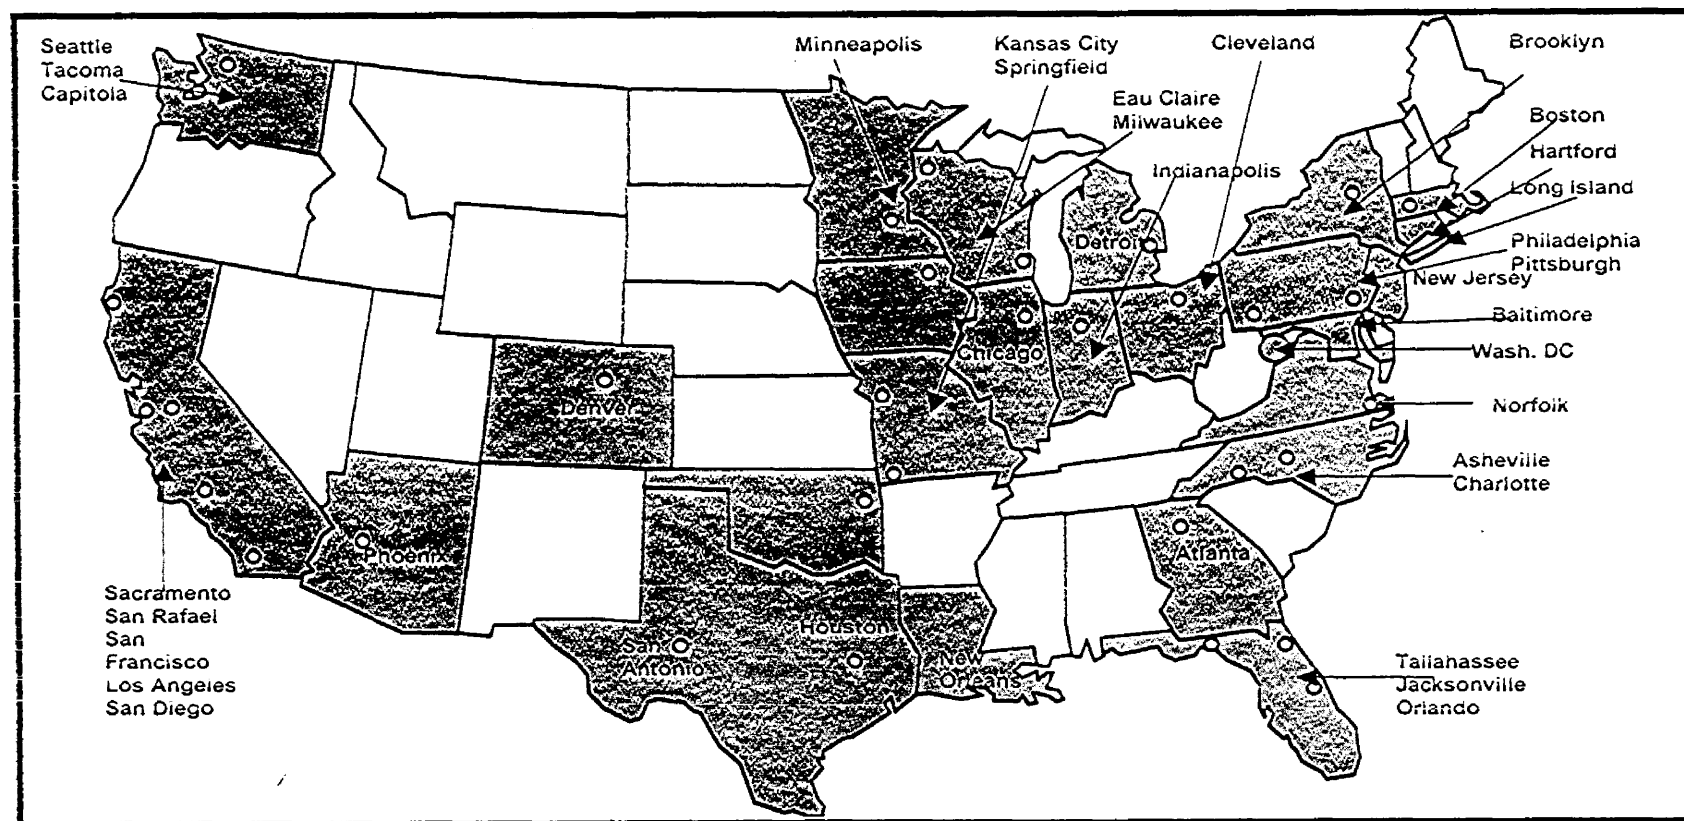 Seattle
Tacoma
Capitola
Minneapolis
Kansas City
Springfield
Cleveland
Brooklyn
Eau Claire
Milwaukee
Boston
Hartford
Indianapolis
Long Island
Detroit
Philadelphia
Pittsburgh
New Jersey
Baltimore
Chicago
Wash. DC
Denver
Norfolk
Asheville
Charlotte
Phoenix
Atlanta
Sacramento
San Rafael
San
Francisco
Los Angeles
San Diego
Houston
San
Antonio
New
Orleans
Tallahassee
Jacksonville
Orlando